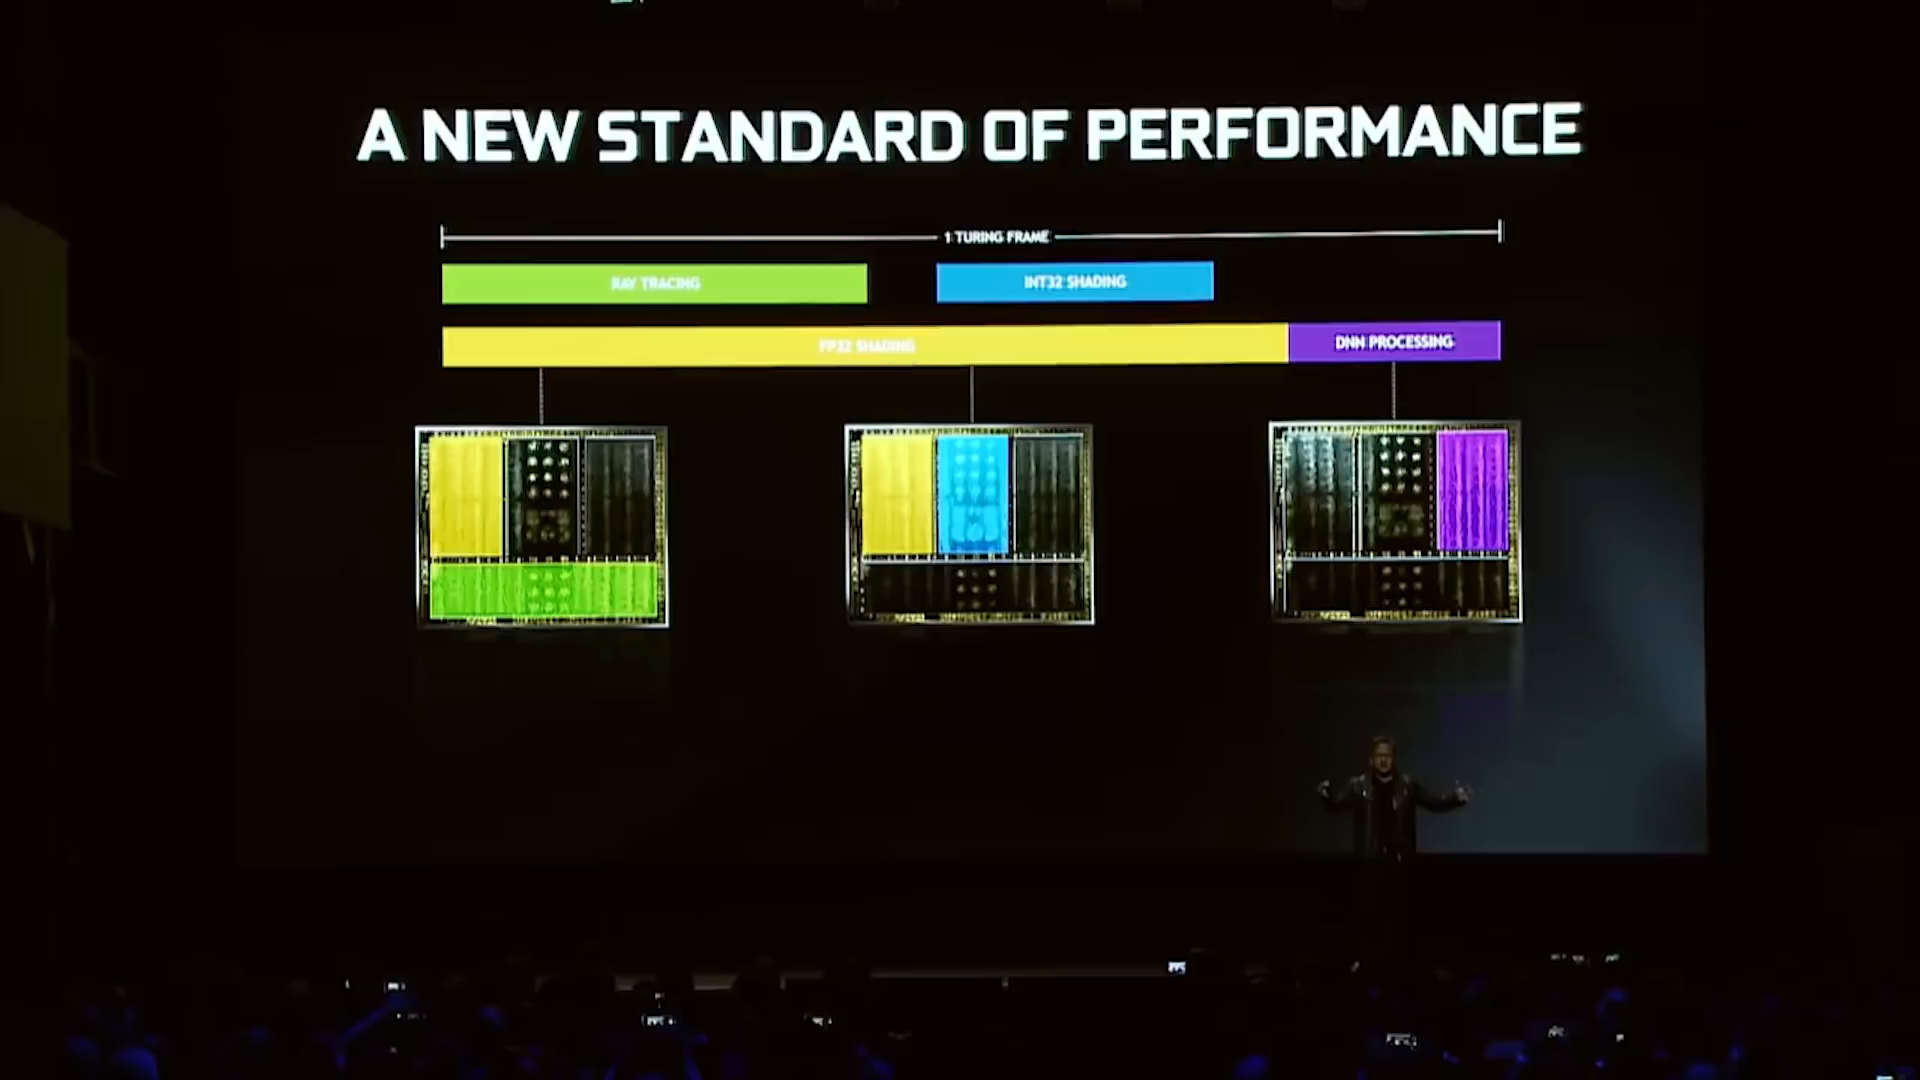 A NEW STANDARD OF PERFORMANCE
1 TURING FRAME
RAY TRACING
INT32 SHADING
FP32 SHADING
DNN PROCESSING